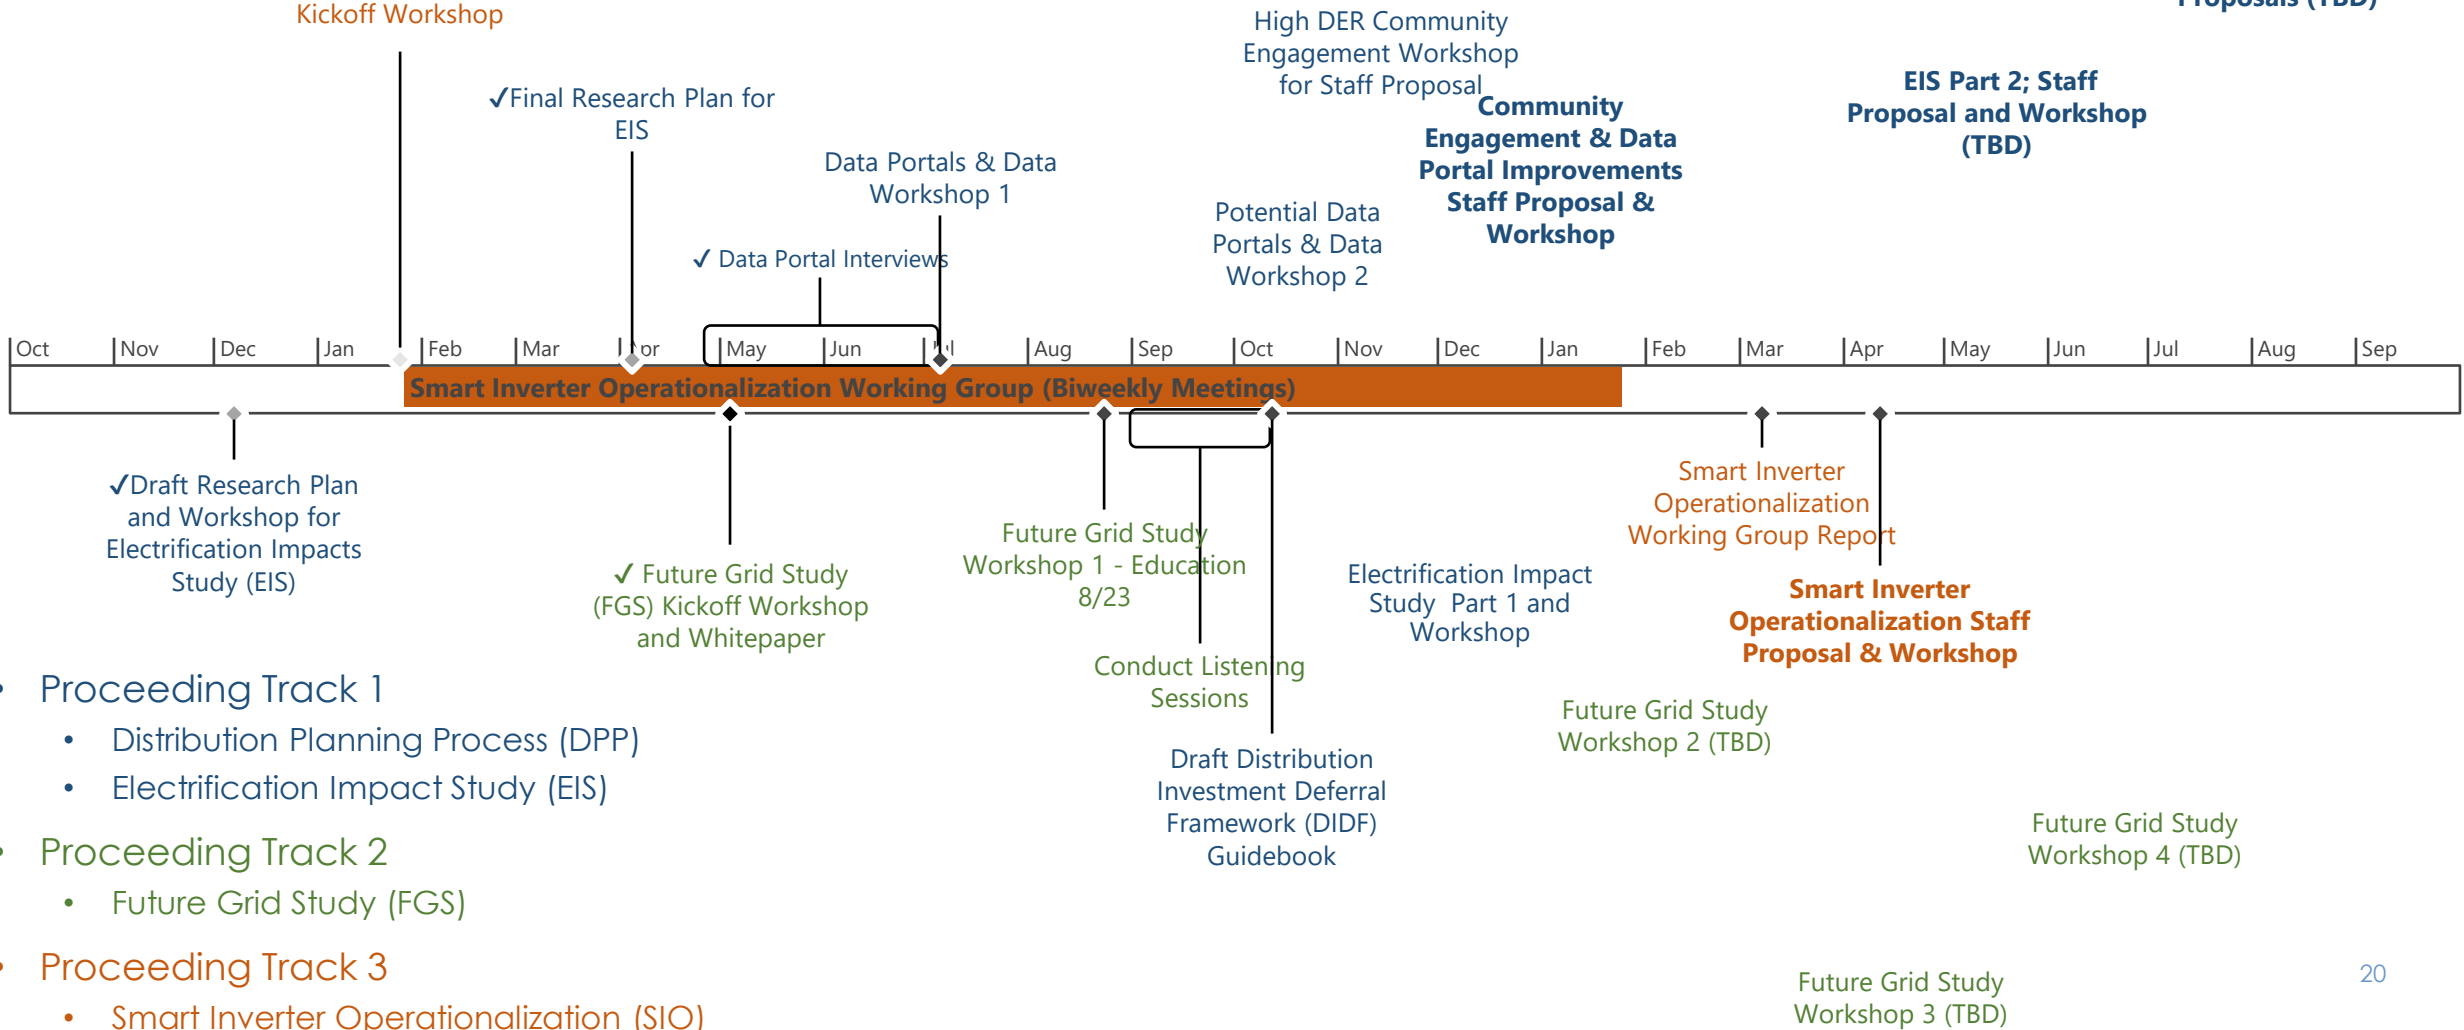 Kickoff Workshop
Proposals (TBD)
High DER Community
Engagement Workshop
for Staff Proposal
✓Final Research Plan for
EIS
Community
Engagement & Data
Portal Improvements
Staff Proposal &
Workshop
EIS Part 2; Staff
Proposal and Workshop
(TBD)
Data Portals & Data
Workshop 1
Potential Data
Portals & Data
Workshop 2
✓ Data Portal Interviews
Oct
Nov
Dec
Jan
Feb
Mar
Apr
May
Jun
Jul
Aug
Sep
Oct
Nov
Dec
Jan
Feb
Mar
Apr
May
Jun
Jul
Aug
Sep
Smart Inverter Operationalization Working Group (Biweekly Meetings)
✓Draft Research Plan
and Workshop for
Electrification Impacts
Study (EIS)
✓ Future Grid Study
(FGS) Kickoff Workshop
and Whitepaper
Future Grid Study
Workshop 1 - Education
8/23
Conduct Listening
Sessions
Draft Distribution
Investment Deferral
Framework (DIDF)
Guidebook
Electrification Impact
Study Part 1 and
Workshop
Smart Inverter
Operationalization
Working Group Report
Smart Inverter
Operationalization Staff
Proposal & Workshop
Future Grid Study
Workshop 2 (TBD)
Future Grid Study
Workshop 4 (TBD)
Future Grid Study
Workshop 3 (TBD)
• Proceeding Track 1
• Distribution Planning Process (DPP)
• Electrification Impact Study (EIS)
• Proceeding Track 2
• Future Grid Study (FGS)
• Proceeding Track 3
• Smart Inverter Operationalization (SIO)
20